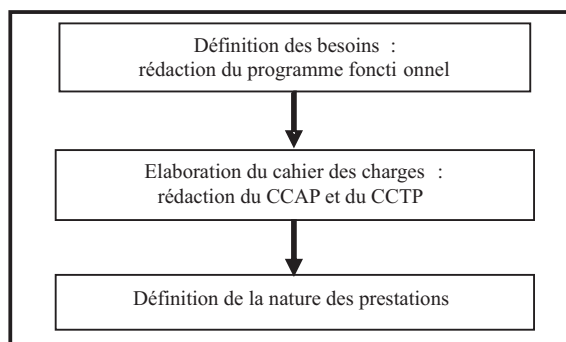 Définition des besoins :
rédaction du programme foncti onnel
Elaboration du cahier des charges :
rédaction du CCAP et du CCTP
Définition de la nature des prestations